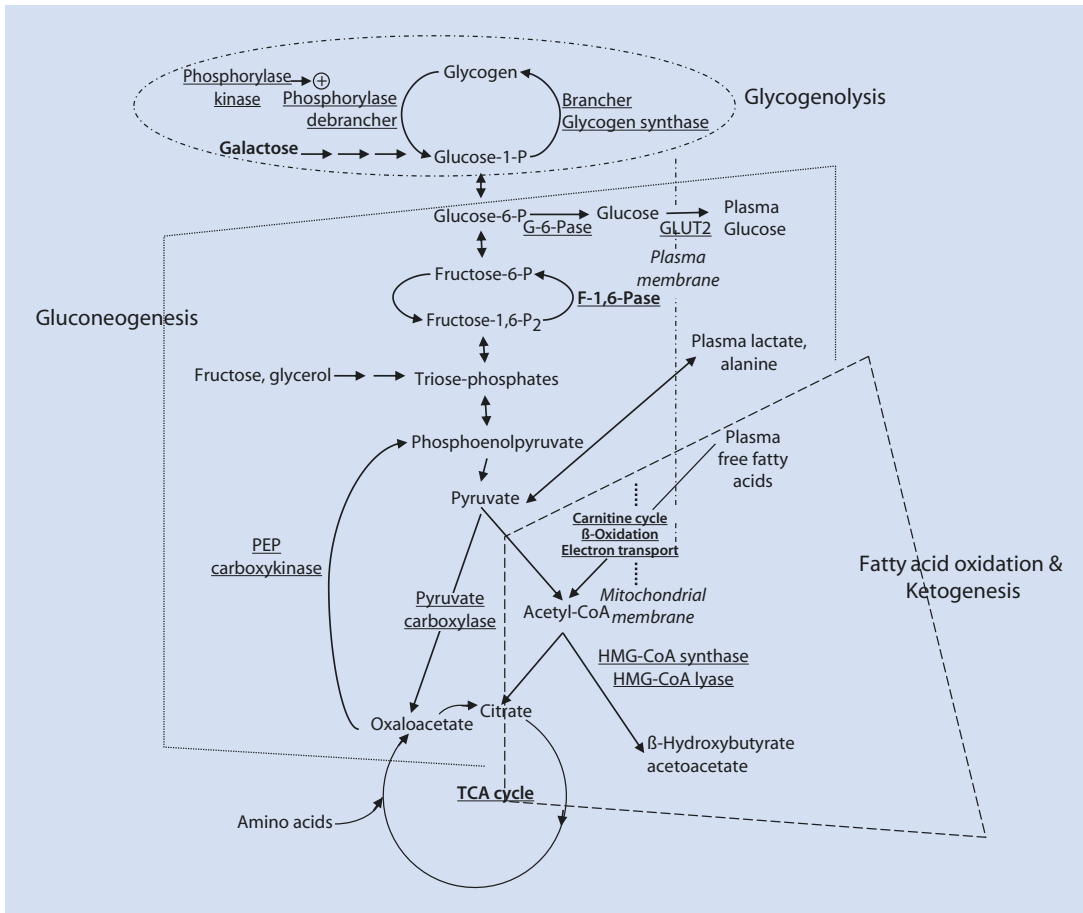 Phosphorylase
kinase
+
Phosphorylase
debrancher
Glycogen
Brancher
Glycogen synthase
Glycogenolysis
Galactose
Glucose-1-P
Glucose-6-P
G-6-Pase
Glucose
GLUT2
Plasma
Glucose
Plasma
membrane
Fructose-6-P
F-1,6-Pase
Fructose-1,6-P2
Gluconeogenesis
Plasma lactate,
alanine
Fructose, glycerol
Triose-phosphates
Phosphoenolpyruvate
Plasma
free fatty
acids
Pyruvate
Carnitine cycle
ß-Oxidation
Electron transport
PEP
carboxykinase
Fatty acid oxidation &
Ketogenesis
Pyruvate
carboxylase
Acetyl-CoA
Mitochondrial
membrane
HMG-CoA synthase
HMG-CoA lyase
Oxaloacetate
Citrate
ß-Hydroxybutyrate
acetoacetate
TCA cycle
Amino acids